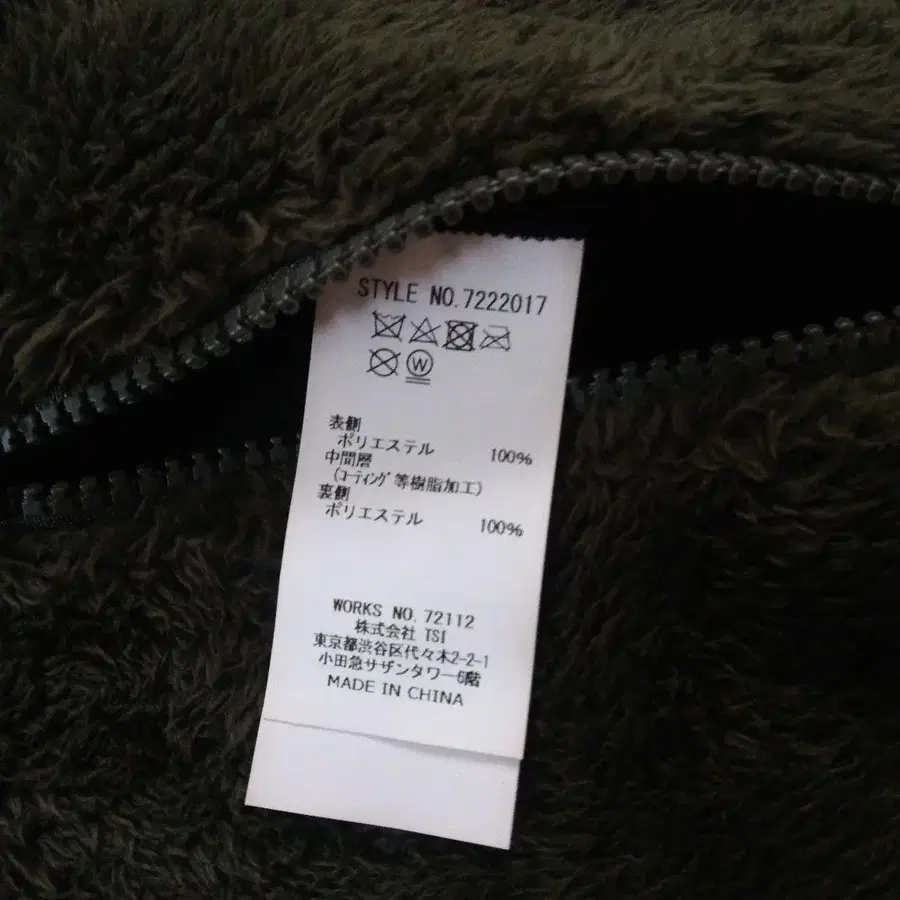 STYLE NO.7222017
W
表側
ポリエステル 100%
中間層
(ｺｰﾃｨﾝｸﾞ等樹脂加工)
裏側
ポリエステル 100%
WORKS NO. 72112
株式会社 TSI
東京都渋谷区代々木2-2-1
小田急サザンタワー6階
MADE IN CHINA